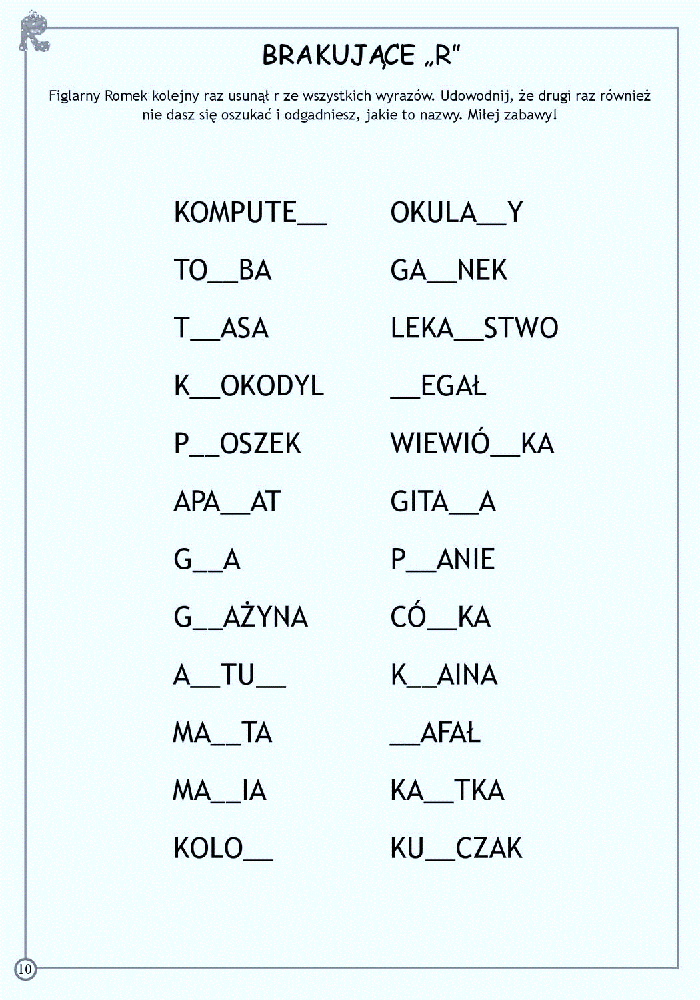 R
BRAKUJĄCE „R”
Figlarny Romek kolejny raz usunął r ze wszystkich wyrazów. Udowodnij, że drugi raz również
nie dasz się oszukać i odgadniesz, jakie to nazwy. Miłej zabawy!
KOMPUTE__ OKULA__Y
TO__BA GA__NEK
T__ASA LEKA__STWO
K__OKODYL __EGAŁ
P__OSZEK WIEWIÓ__KA
APA__AT GITA__A
G__A P__ANIE
G__AŻYNA CÓ__KA
A__TU__ K__AINA
MA__TA __AFAŁ
MA__IA KA__TKA
KOLO__ KU__CZAK
10